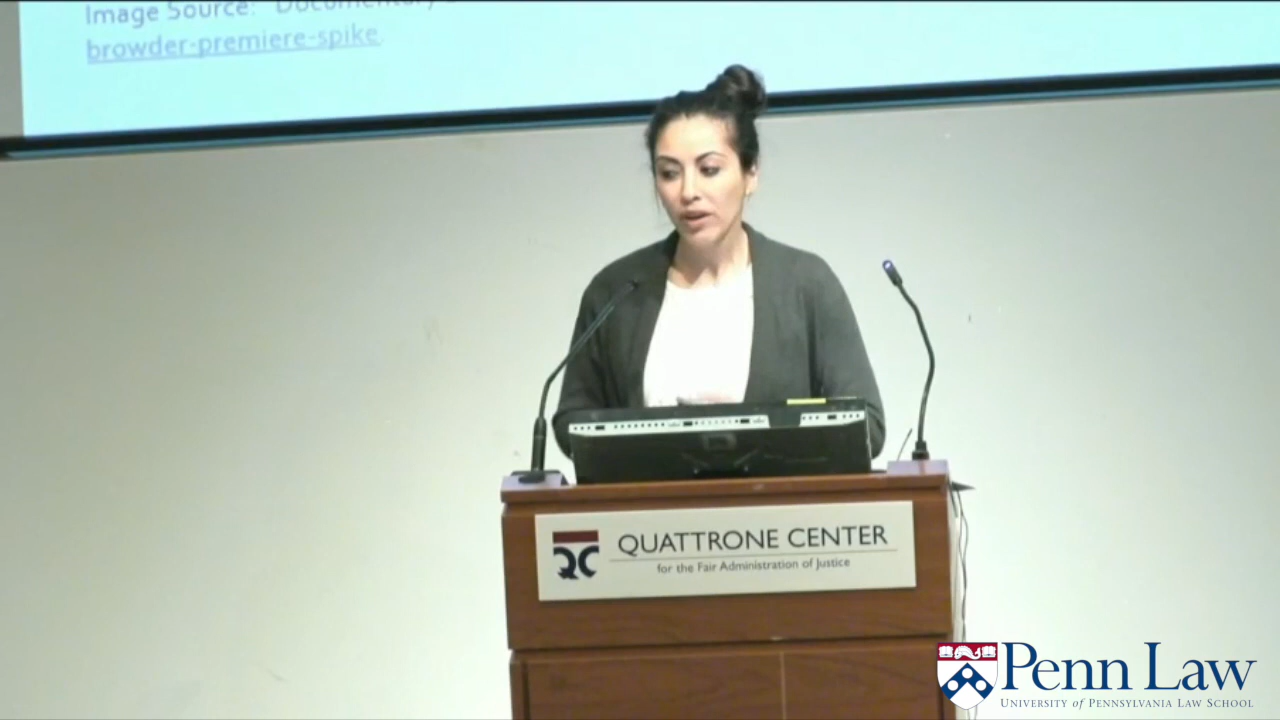 Image Source: "Documentary
browder-premiere-spike
QC
QUATTRONE CENTER
for the Fair Administration of Justice
Penn Law
UNIVERSITY of PENNSYLVANIA LAW SCHOOL